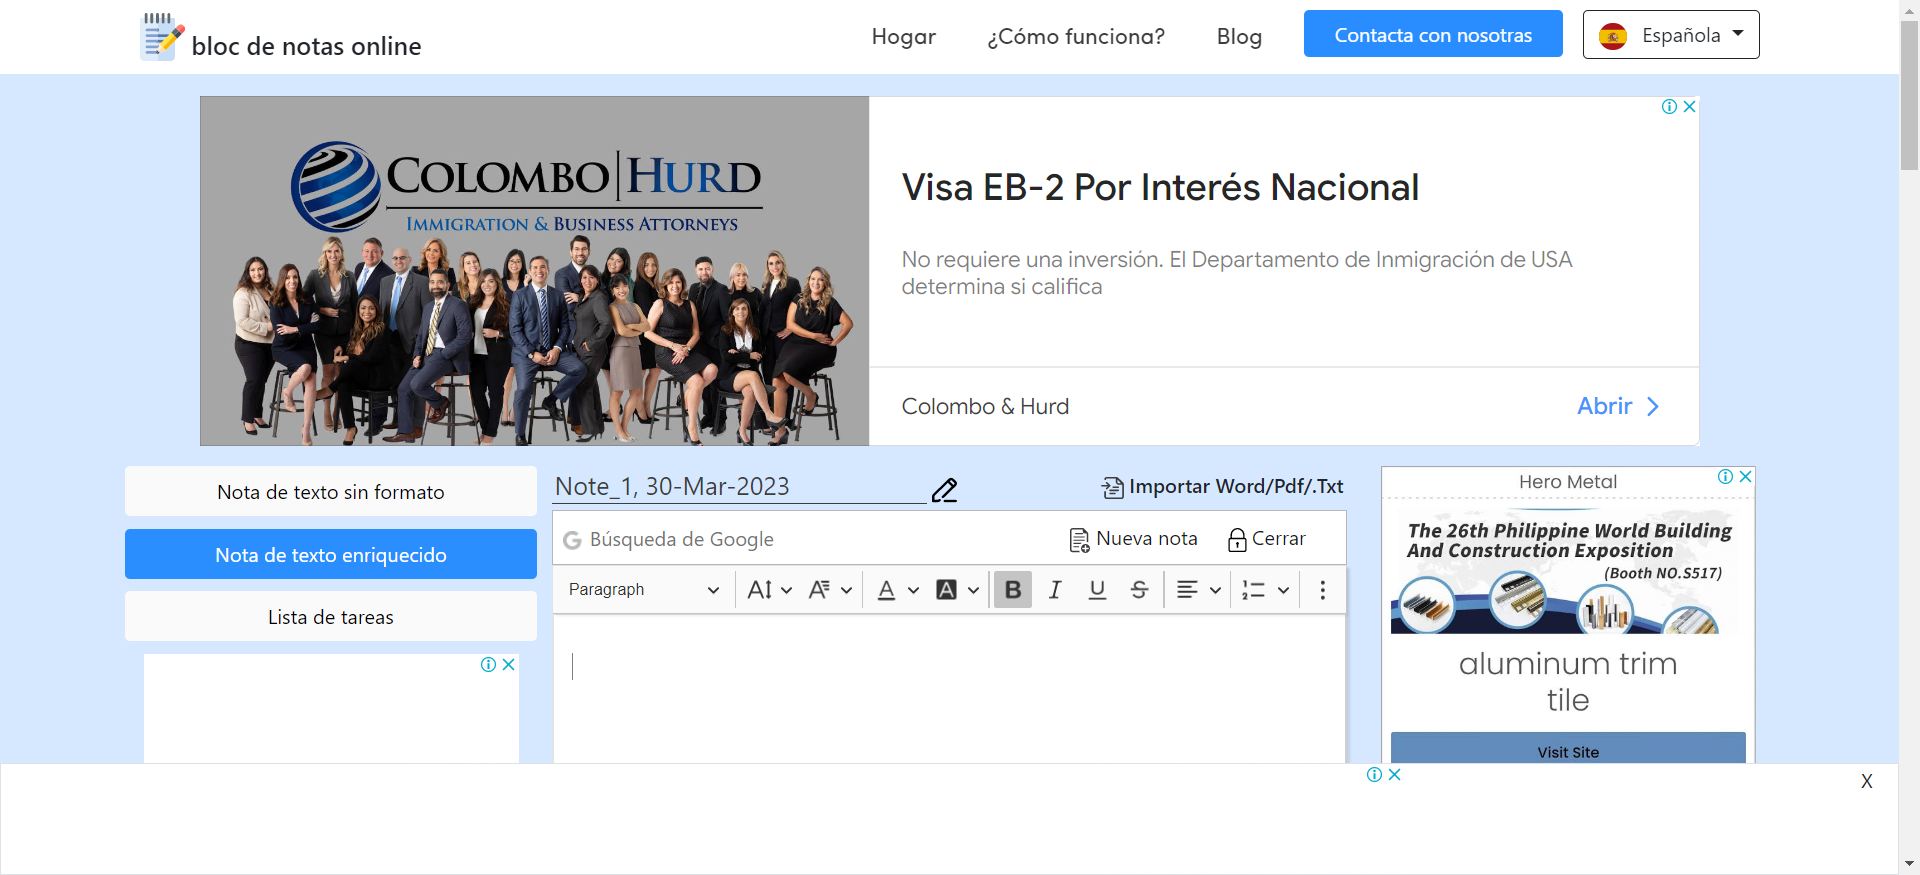 bloc de notas online
Hogar
¿Cómo funciona?
Blog
Contacta con nosotras
Española
COLOMBO HURD
IMMIGRATION & BUSINESS ATTORNEYS
Visa EB-2 Por Interés Nacional
No requiere una inversión. El Departamento de Inmigración de USA
determina si califica
Colombo & Hurd
Abrir
Nota de texto sin formato
Nota de texto enriquecido
Lista de tareas
Note_1, 30-Mar-2023
Importar Word/Pdf/.Txt
Búsqueda de Google
Nueva nota
Cerrar
Paragraph
Hero Metal
The 26th Philippine World Building
And Construction Exposition
(Booth NO.S517)
aluminum trim
tile
Visit Site
X